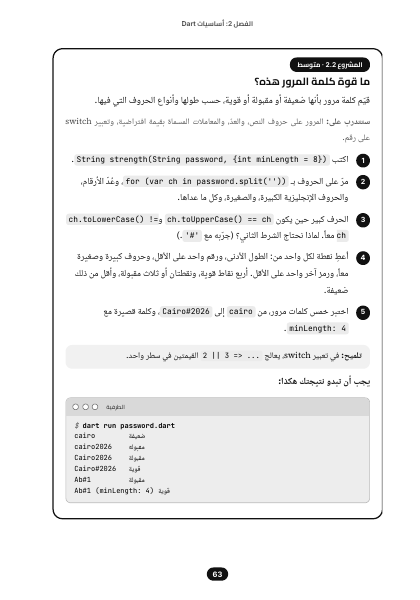 الفصل 2: أساسيات Dart
المشروع 2.2 · متوسط
ما قوة كلمة المرور هذه؟
قيّم كلمة مرور بأنها ضعيفة أو مقبولة أو قوية، حسب طولها وأنواع الحروف التي فيها.
ستتدرب على: المرور على حروف النص، والعدّ، والمعاملات المسماة بقيمة افتراضية، وتعبير switch
على رقم.
1 اكتب String strength(String password, {int minLength = 8}).
2 مرّ على الحروف بـ for (var ch in password.split(''))، وعُدّ الأرقام،
والحروف الإنجليزية الكبيرة، والصغيرة، وكل ما عداها.
3 الحرف كبير حين يكون ch.toUpperCase() == ch و ch.toLowerCase() !=
ch معاً. لماذا نحتاج الشرط الثاني؟ (جرّبه مع '#'.)
4 أعطِ نقطة لكل واحد من: الطول الأدنى، ورقم واحد على الأقل، وحروف كبيرة وصغيرة
معاً، ورمز آخر واحد على الأقل. أربع نقاط قوية، ونقطتان أو ثلاث مقبولة، وأقل من ذلك
ضعيفة.
5 اختبر خمس كلمات مرور، من cairo إلى Cairo#2026، وكلمة قصيرة مع
minLength: 4.
تلميح: في تعبير switch، يعالج 2 || 3 => ... القيمتين في سطر واحد.
يجب أن تبدو نتيجتك هكذا:
الطرفية
$ dart run password.dart
cairo ضعيفة
cairo2026 مقبولة
Cairo2026 مقبولة
Cairo#2026 قوية
Ab#1 مقبولة
Ab#1 (minLength: 4) قوية
63